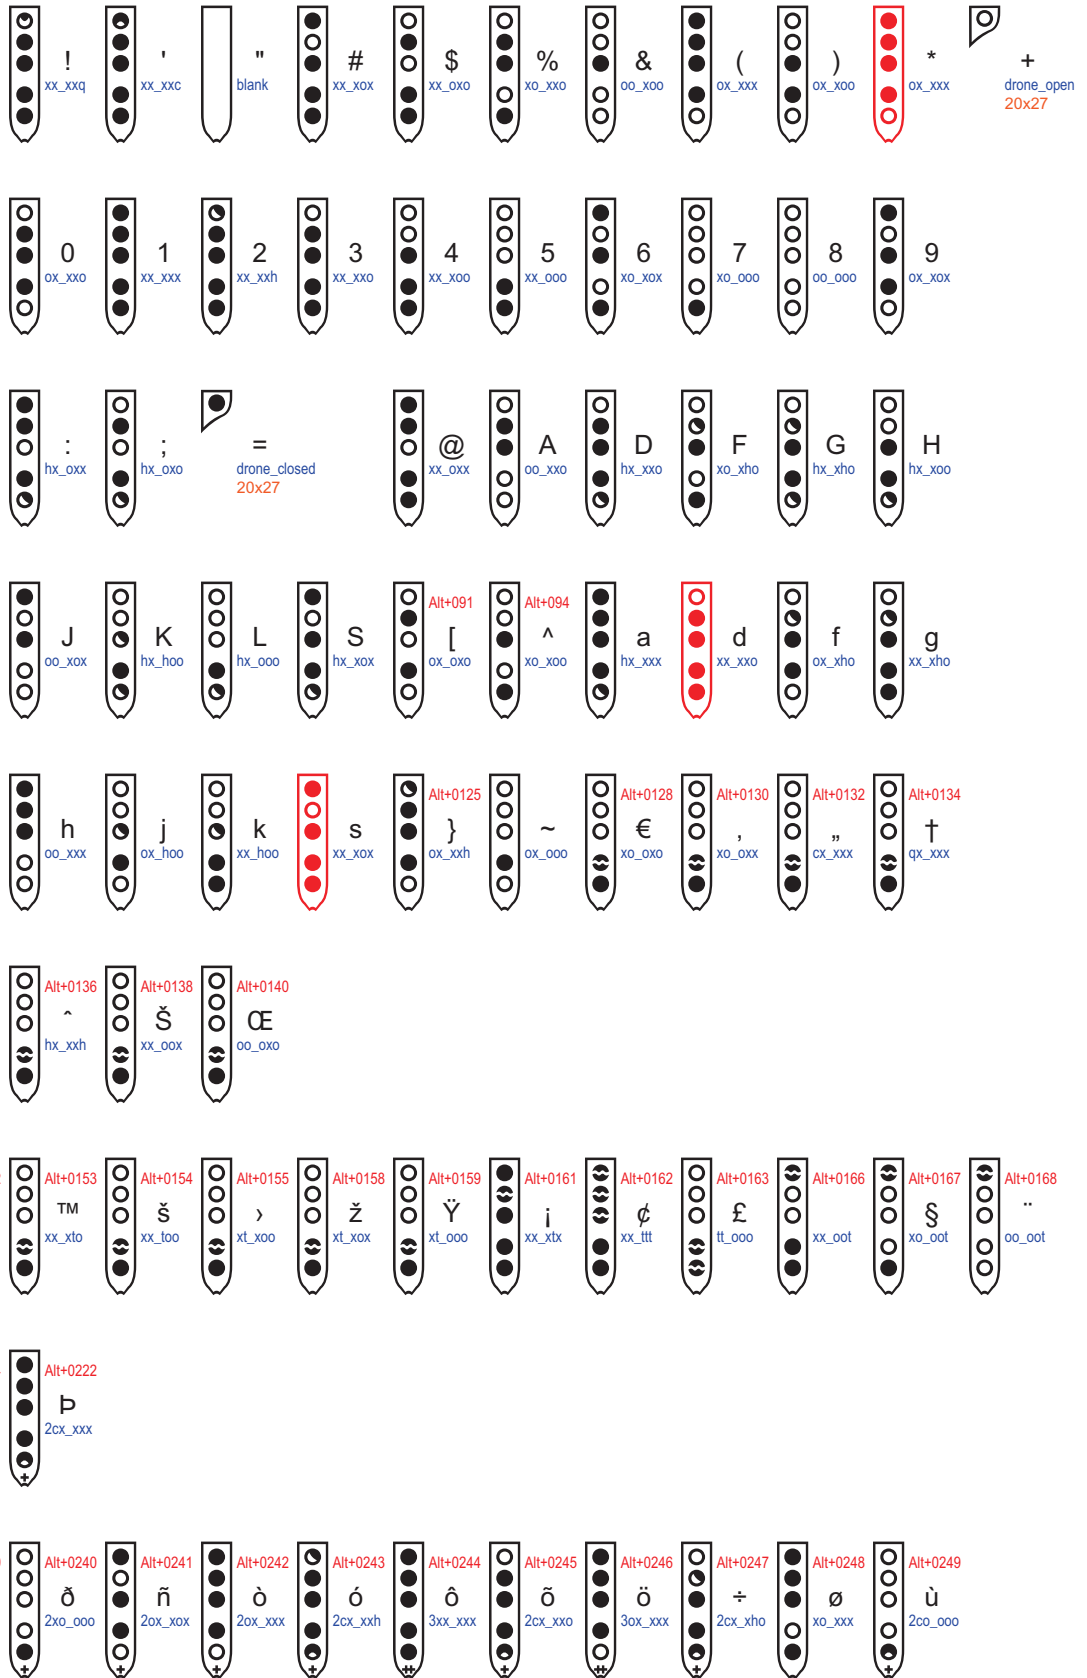 ! ' " # $ % & ( ) * +
xx_xxq xx_xxc blank xx_xox xx_oxo xo_xxo oo_xoo ox_xxx ox_xoo ox_xxx drone_open
20x27
0 1 2 3 4 5 6 7 8 9
ox_xxo xx_xxx xx_xxh xx_xxo xx_xoo xx_ooo xo_xox xo_ooo oo_ooo ox_xox
: ; = @ A D F G H
hx_oxx hx_oxo drone_closed xx_oxx oo_xxo hx_xxo xo_xho hx_xho hx_xoo
20x27
Alt+091 Alt+094
J K L S [ ^ a d f g
oo_xox hx_hoo hx_ooo hx_xox ox_oxo xo_xoo hx_xxx xx_xxo ox_xho xx_xho
Alt+0125 Alt+0128 Alt+0130 Alt+0132 Alt+0134
h j k s } ~ € ‚ „ †
oo_xxx ox_hoo xx_hoo xx_xox ox_xxh ox_ooo xo_oxo xo_oxx cx_xxx qx_xxx
Alt+0136 Alt+0138 Alt+0140
ˆ Š Œ
hx_xxh xx_oox oo_oxo
Alt+0153 Alt+0154 Alt+0155 Alt+0158 Alt+0159 Alt+0161 Alt+0162 Alt+0163 Alt+0166 Alt+0167 Alt+0168
™ š › ž Ÿ ¡ ¢ £ § ¨
xx_xto xx_too xt_xoo xt_xox xt_ooo xx_xtx xx_ttt tt_ooo xx_oot xo_oot oo_oot
Alt+0222
Þ
2cx_xxx
Alt+0240 Alt+0241 Alt+0242 Alt+0243 Alt+0244 Alt+0245 Alt+0246 Alt+0247 Alt+0248 Alt+0249
ð ñ ò ó ô õ ö ÷ ø ù
2xo_ooo 2ox_xox 2ox_xxx 2cx_xxh 3xx_xxx 2cx_xxo 3ox_xxx 2cx_xho xo_xxx 2co_ooo